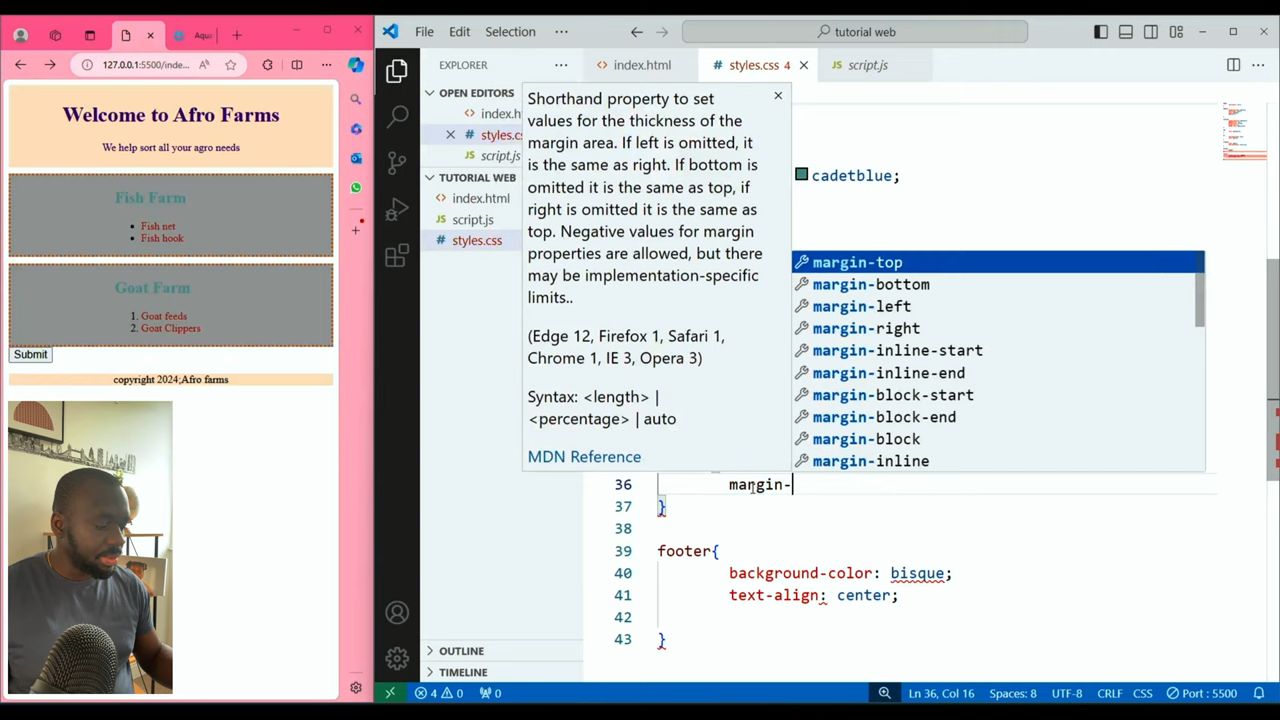 Aqua
127.0.0.1:5500/inde...
Welcome to Afro Farms
We help sort all your agro needs
Fish Farm
Fish net
Fish hook
Goat Farm
1. Goat feeds
2. Goat Clippers
Submit
copyright 2024;Afro farms
File Edit Selection ...
tutorial web
EXPLORER ...
OPEN EDITORS
index.h
# styles.cs
script.js
TUTORIAL WEB
<> index.html
JS script.js
# styles.css
OUTLINE
TIMELINE
<> index.html
# styles.css 4
JS script.js
Shorthand property to set
values for the thickness of the
margin area. If left is omitted, it
is the same as right. If bottom is
omitted it is the same as top, if
right is omitted it is the same as
top. Negative values for margin
properties are allowed, but there
may be implementation-specific
limits..
(Edge 12, Firefox 1, Safari 1,
Chrome 1, IE 3, Opera 3)
Syntax: <length> |
<percentage> | auto
MDN Reference
cadetblue;
margin-top
margin-bottom
margin-left
margin-right
margin-inline-start
margin-inline-end
margin-block-start
margin-block-end
margin-block
margin-inline
36 margin-
37 }
38
39 footer{
40 background-color: bisque;
41 text-align: center;
42
43 }
4 0 0
Ln 36, Col 16 Spaces: 8 UTF-8 CRLF CSS Port : 5500